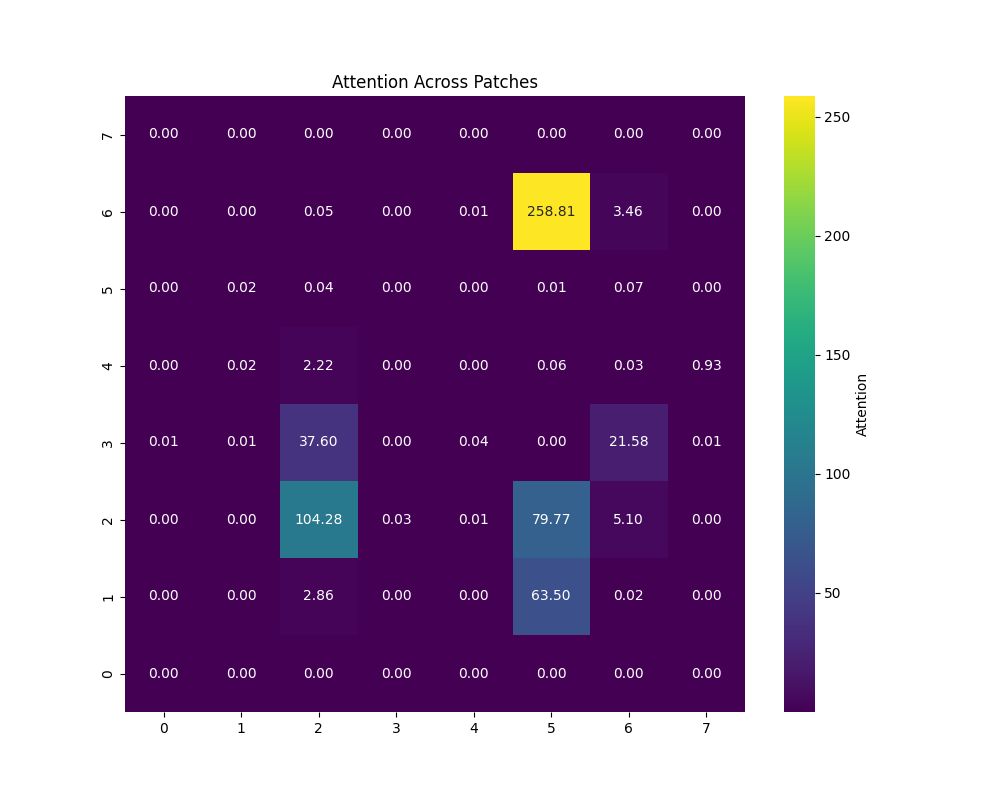 Attention Across Patches
7 0.00 0.00 0.00 0.00 0.00 0.00 0.00 0.00
6 0.00 0.00 0.05 0.00 0.01 258.81 3.46 0.00
5 0.00 0.02 0.04 0.00 0.00 0.01 0.07 0.00
4 0.00 0.02 2.22 0.00 0.00 0.06 0.03 0.93
3 0.01 0.01 37.60 0.00 0.04 0.00 21.58 0.01
2 0.00 0.00 104.28 0.03 0.01 79.77 5.10 0.00
1 0.00 0.00 2.86 0.00 0.00 63.50 0.02 0.00
0 0.00 0.00 0.00 0.00 0.00 0.00 0.00 0.00
0 1 2 3 4 5 6 7
250
200
150
100
50
Attention